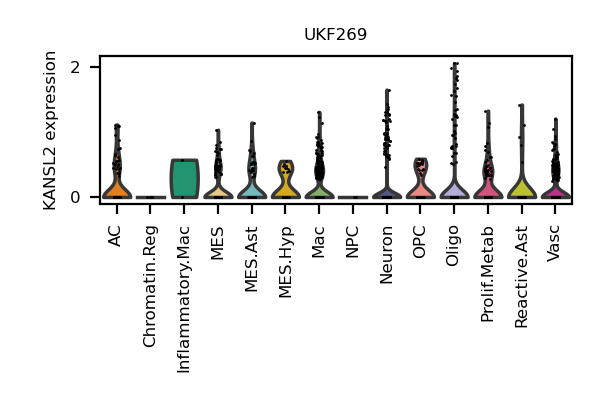 UKF269
KANSL2 expression
2
0
AC
Chromatin.Reg
Inflammatory.Mac
MES
MES.Ast
MES.Hyp
Mac
NPC
Neuron
OPC
Oligo
Prolif.Metab
Reactive.Ast
Vasc